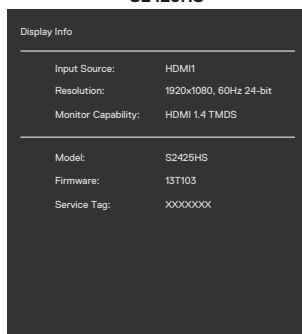 Display Info
Input Source: HDMI1
Resolution: 1920x1080, 60Hz 24-bit
Monitor Capability: HDMI 1.4 TMDS
Model: S2425HS
Firmware: 13T103
Service Tag: XXXXXXX